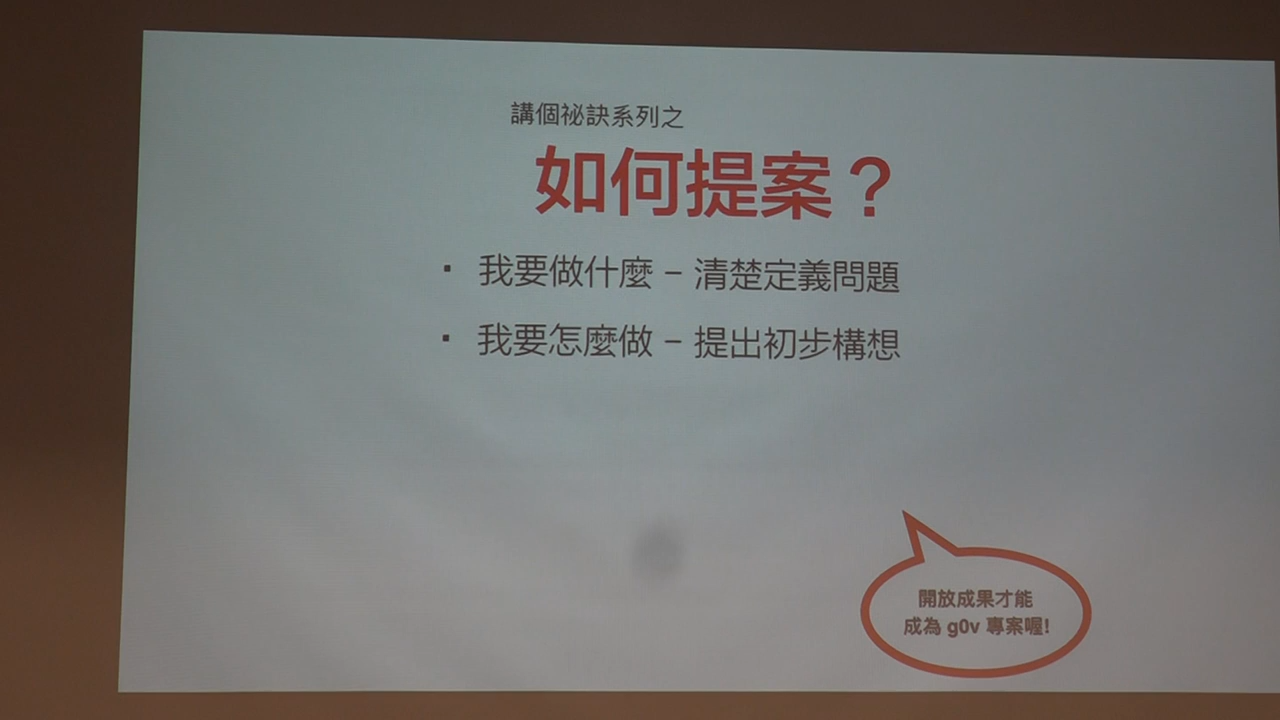 講個祕訣系列之
如何提案？
· 我要做什麼 – 清楚定義問題
· 我要怎麼做 – 提出初步構想
開放成果才能
成為 g0v 專案喔!